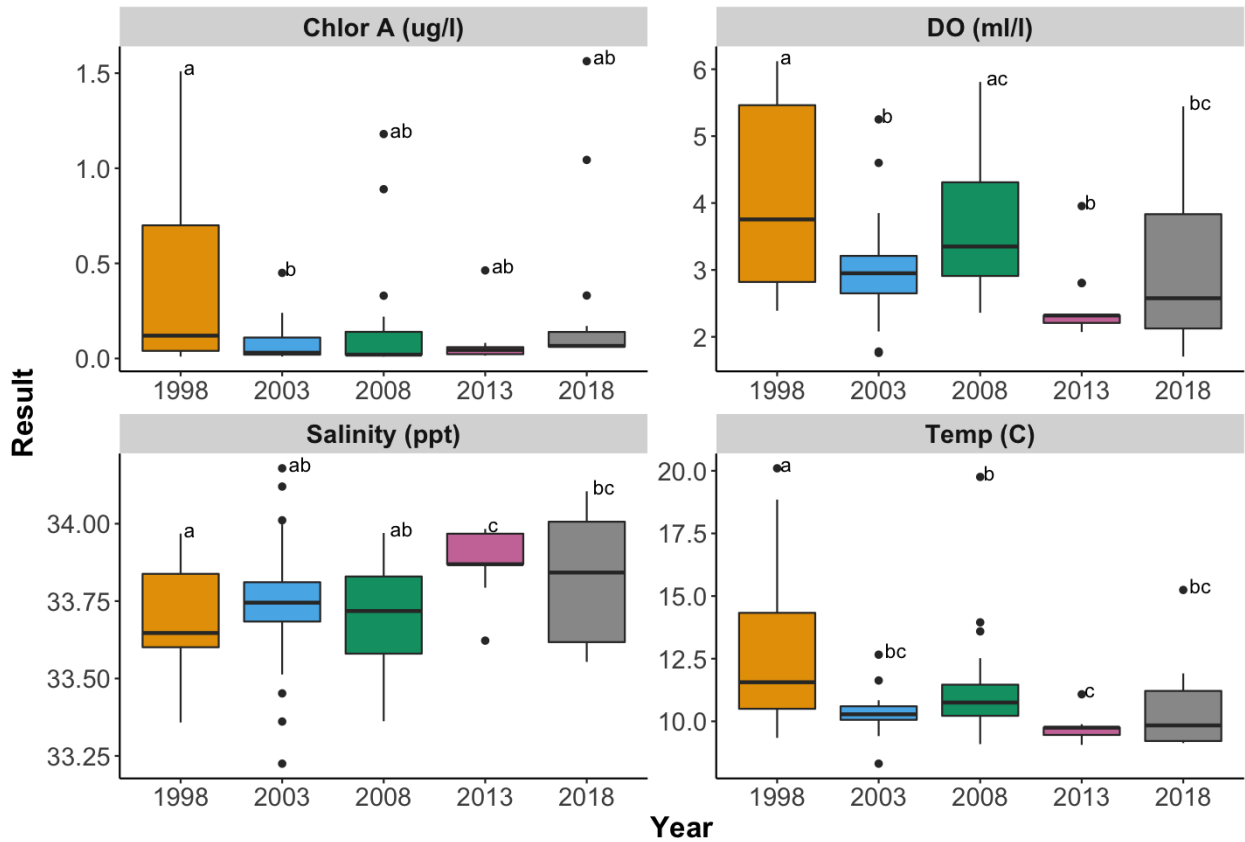 Chlor A (ug/l)
DO (ml/l)
1.5
1.0
0.5
0.0
a
b
ab
ab
ab
6
5
4
3
2
a
b
ac
b
bc
1998 2003 2008 2013 2018
1998 2003 2008 2013 2018
Result
Salinity (ppt)
Temp (C)
34.00
33.75
33.50
33.25
a
ab
ab
c
bc
20.0
17.5
15.0
12.5
10.0
a
bc
b
c
bc
1998 2003 2008 2013 2018
1998 2003 2008 2013 2018
Year